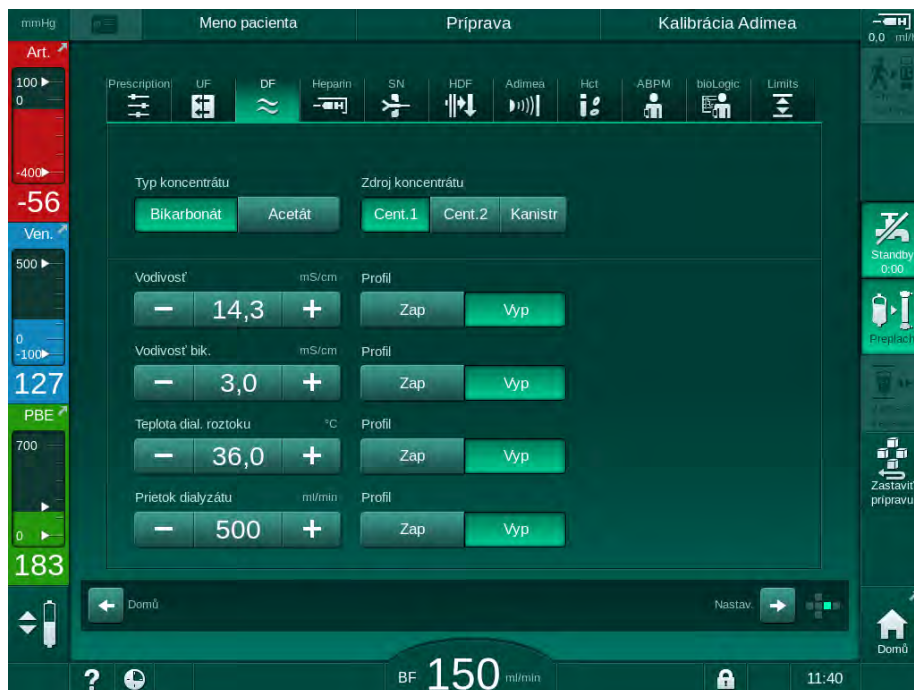 mmHg
Meno pacienta
Príprava
Kalibrácia Adimea
0,0 ml/h
Art.
100
0
-400
-56
Ven.
500
0
-100
127
PBE
700
0
183
Prescription UF DF Heparin SN HDF Adimea Hct ABPM bioLogic Limits
Typ koncentrátu
Zdroj koncentrátu
Bikarbonát Acetát
Cent.1 Cent.2 Kanistr
Vodivosť mS/cm Profil
− 14,3 + Zap Vyp
Vodivosť bik. mS/cm Profil
− 3,0 + Zap Vyp
Teplota dial. roztoku °C Profil
− 36,0 + Zap Vyp
Prietok dialyzátu ml/min Profil
− 500 + Zap Vyp
Standby
0:00
Preplach
Zastaviť
prípravu
Domů
Nastav.
Domů
? BF 150 ml/min 11:40